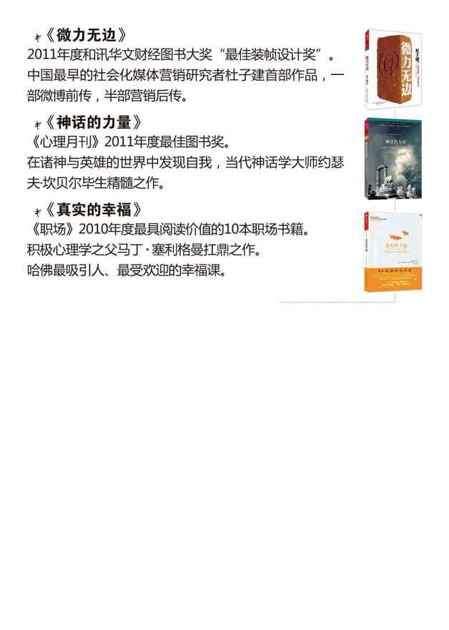 《微力无边》
2011年度和讯华文财经图书大奖“最佳装帧设计奖”。
中国最早的社会化媒体营销研究者杜子建首部作品，一
部微博前传，半部营销后传。
《神话的力量》
《心理月刊》2011年度最佳图书奖。
在诸神与英雄的世界中发现自我，当代神话学大师约瑟
夫·坎贝尔毕生精髓之作。
《真实的幸福》
《职场》2010年度最具阅读价值的10本职场书籍。
积极心理学之父马丁·塞利格曼扛鼎之作。
哈佛最吸引人、最受欢迎的幸福课。
微力无边